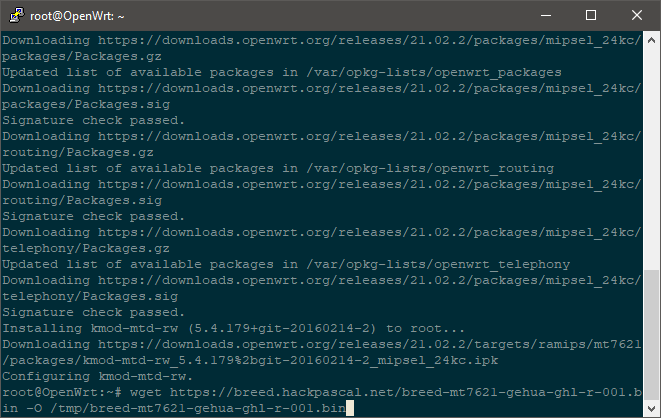 root@OpenWrt: ~
Downloading https://downloads.openwrt.org/releases/21.02.2/packages/mipsel_24kc/
packages/Packages.gz
Updated list of available packages in /var/opkg-lists/openwrt_packages
Downloading https://downloads.openwrt.org/releases/21.02.2/packages/mipsel_24kc/
packages/Packages.sig
Signature check passed.
Downloading https://downloads.openwrt.org/releases/21.02.2/packages/mipsel_24kc/
routing/Packages.gz
Updated list of available packages in /var/opkg-lists/openwrt_routing
Downloading https://downloads.openwrt.org/releases/21.02.2/packages/mipsel_24kc/
routing/Packages.sig
Signature check passed.
Downloading https://downloads.openwrt.org/releases/21.02.2/packages/mipsel_24kc/
telephony/Packages.gz
Updated list of available packages in /var/opkg-lists/openwrt_telephony
Downloading https://downloads.openwrt.org/releases/21.02.2/packages/mipsel_24kc/
telephony/Packages.sig
Signature check passed.
Installing kmod-mtd-rw (5.4.179+git-20160214-2) to root...
Downloading https://downloads.openwrt.org/releases/21.02.2/targets/ramips/mt7621
/packages/kmod-mtd-rw_5.4.179%2bgit-20160214-2_mipsel_24kc.ipk
Configuring kmod-mtd-rw.
root@OpenWrt:~# wget https://breed.hackpascal.net/breed-mt7621-gehua-ghl-r-001.b
in -O /tmp/breed-mt7621-gehua-ghl-r-001.bin